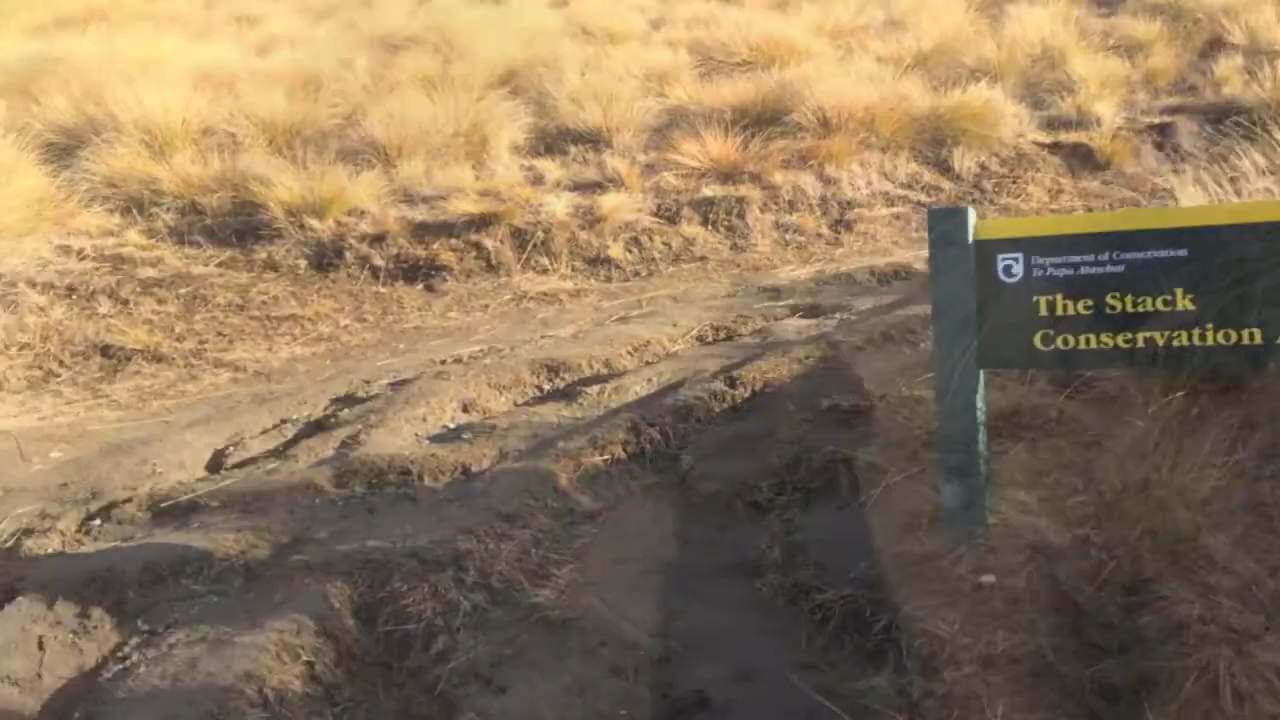 Department of Conservation
Te Papa Atawhai
The Stack
Conservation